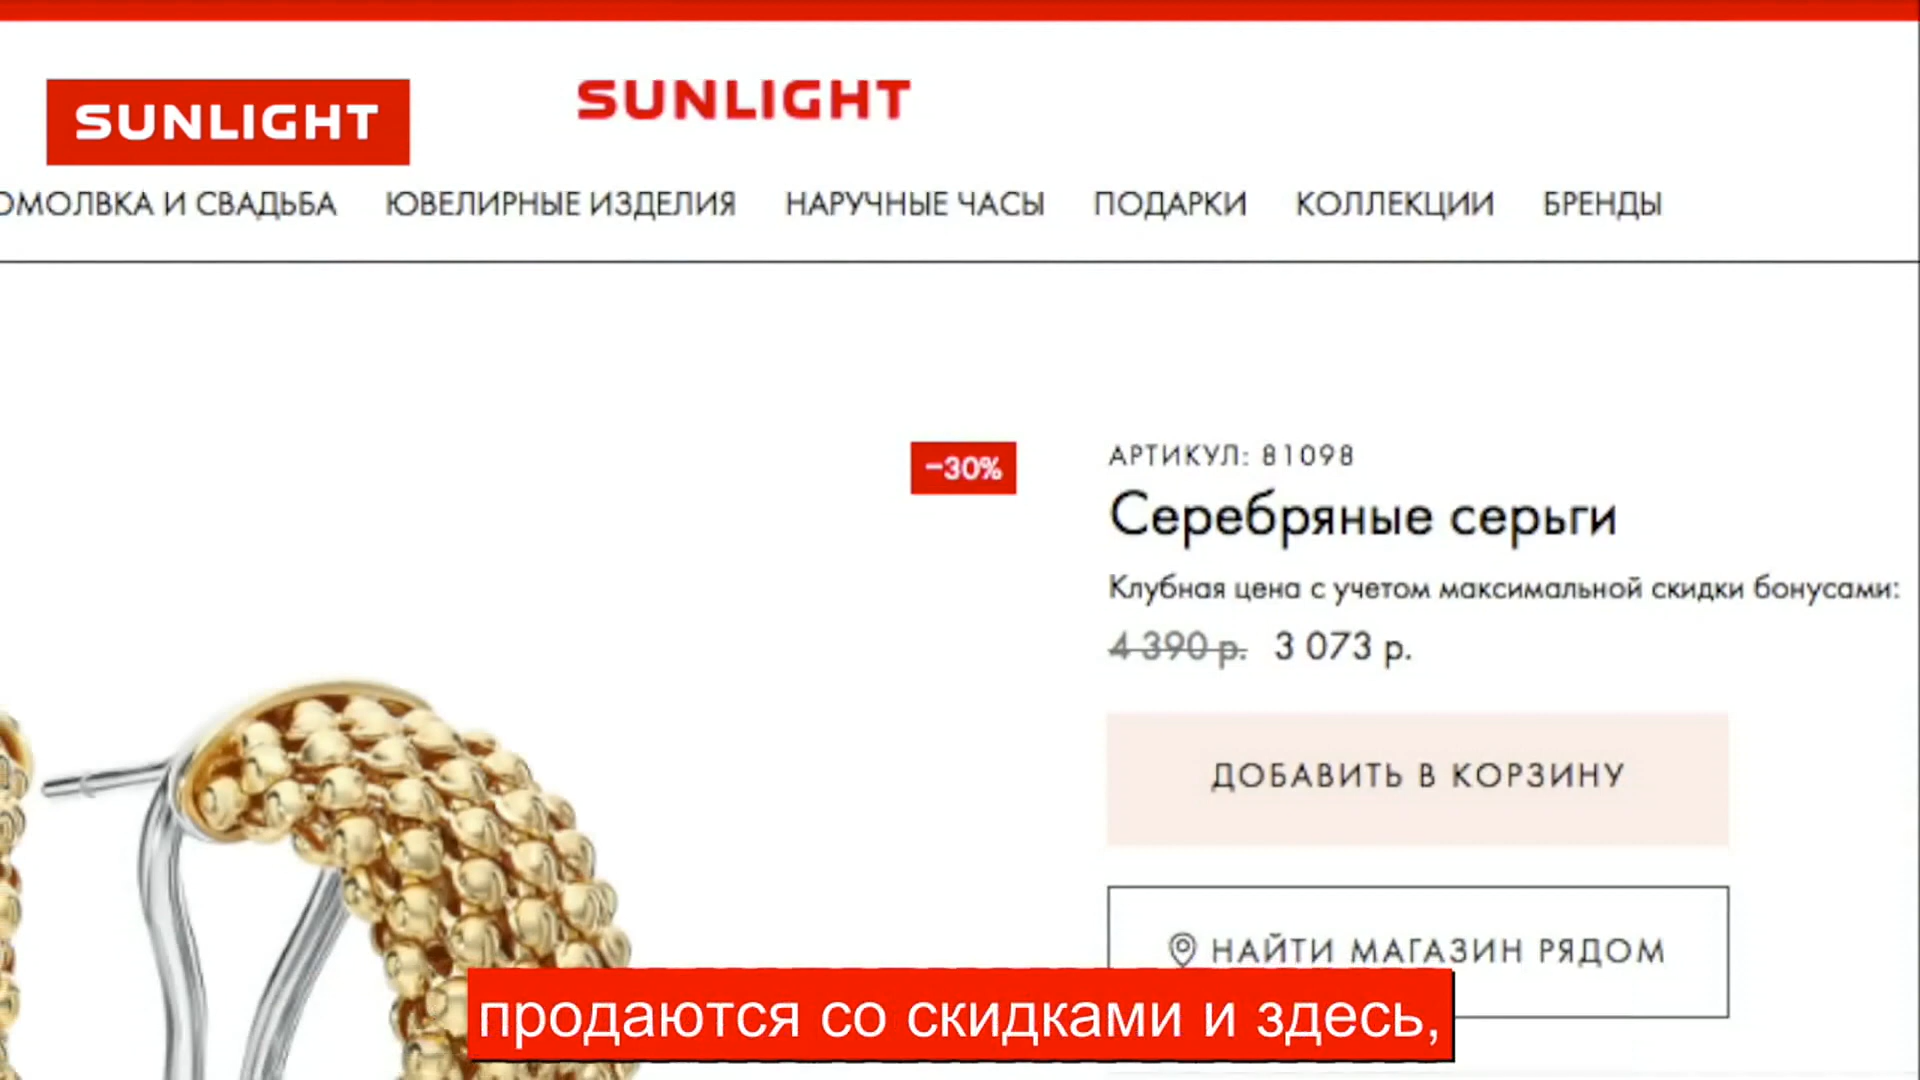 SUNLIGHT
SUNLIGHT
ОМОЛВКА И СВАДЬБА ЮВЕЛИРНЫЕ ИЗДЕЛИЯ НАРУЧНЫЕ ЧАСЫ ПОДАРКИ КОЛЛЕКЦИИ БРЕНДЫ
−30%
АРТИКУЛ: 81098
Серебряные серьги
Клубная цена с учетом максимальной скидки бонусами:
4 390 р. 3 073 р.
ДОБАВИТЬ В КОРЗИНУ
НАЙТИ МАГАЗИН РЯДОМ
продаются со скидками и здесь,